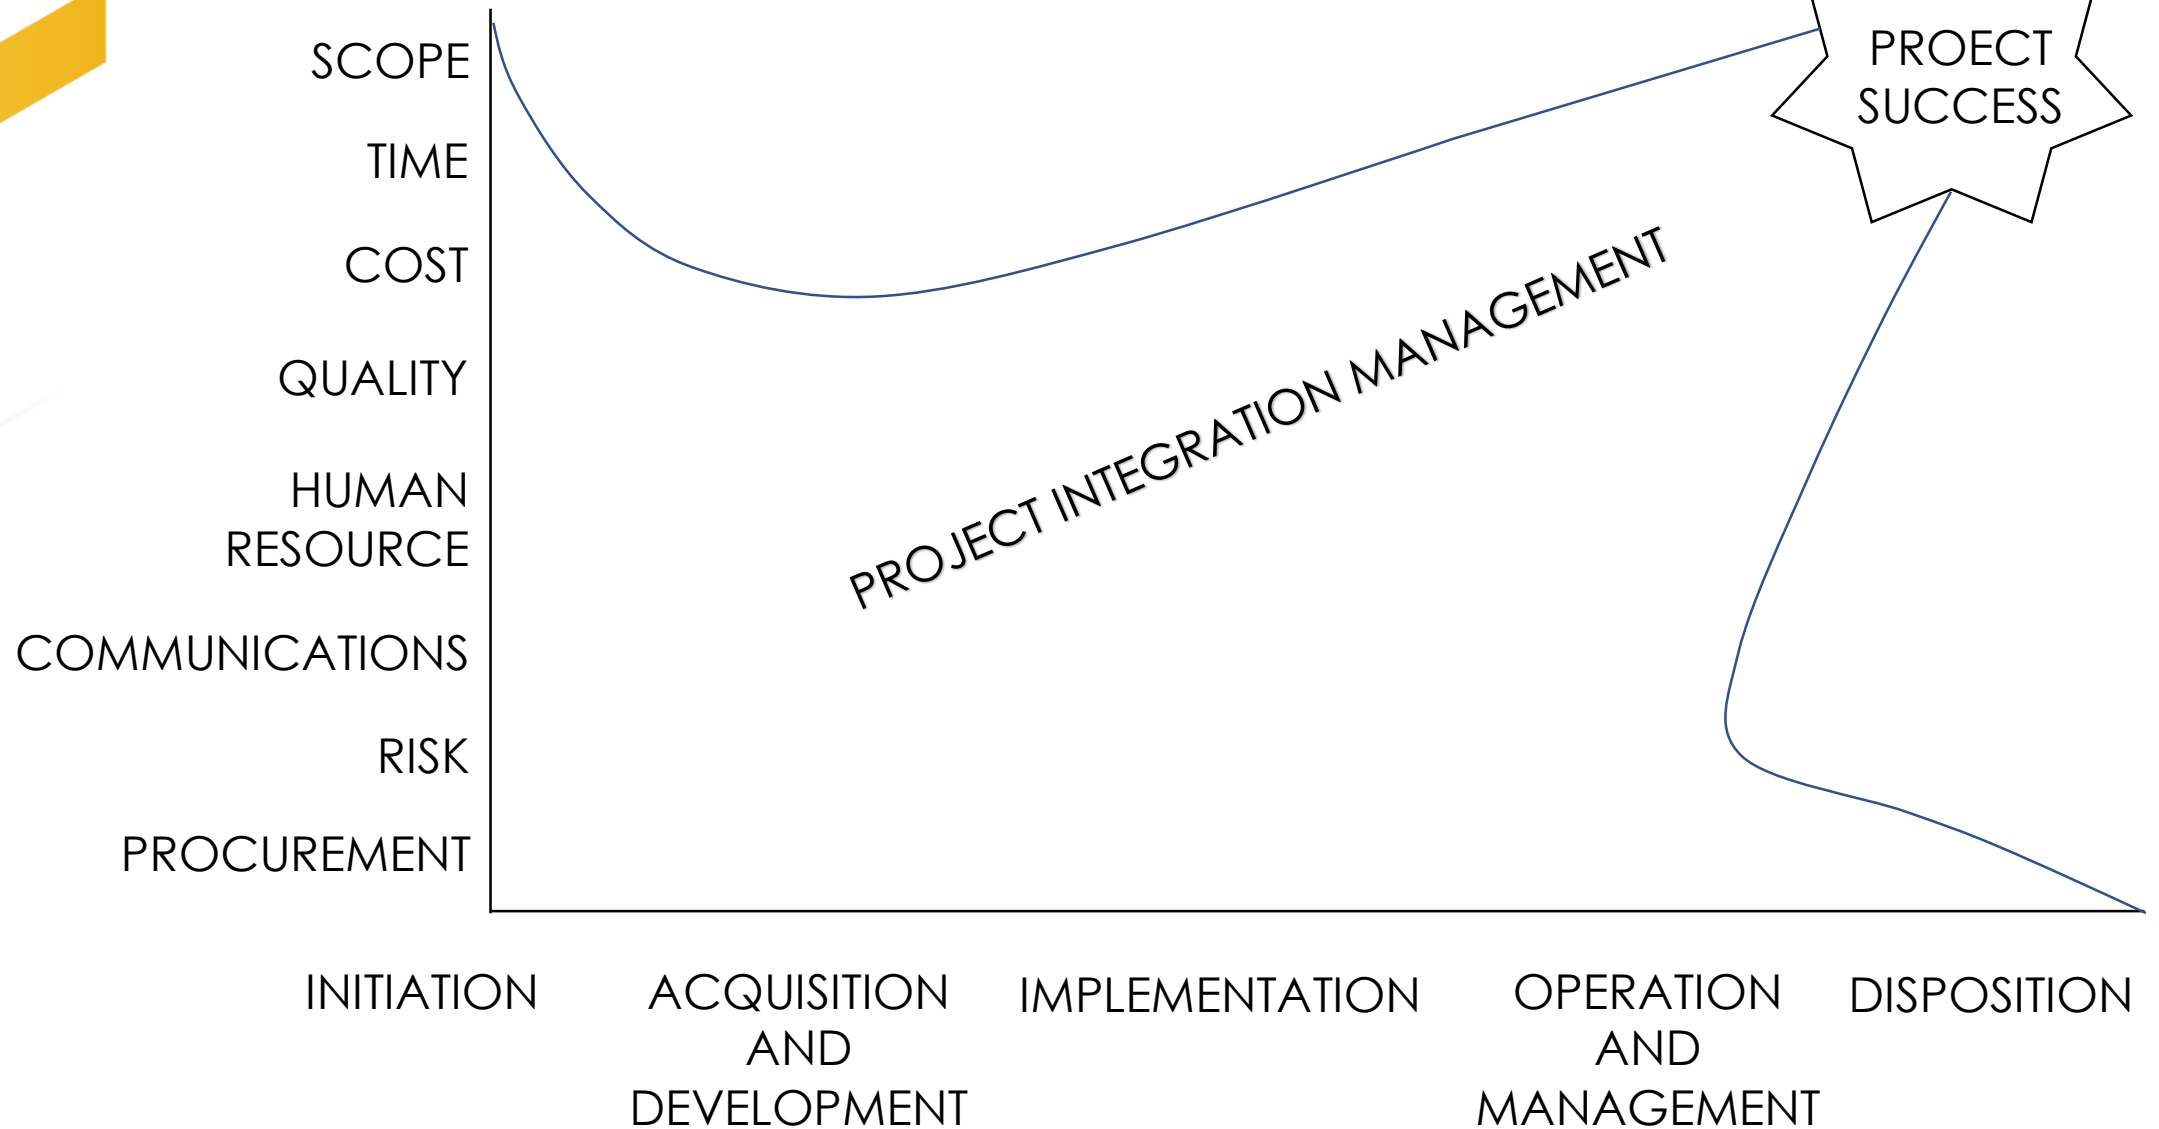 SCOPE
PROECT
SUCCESS
TIME
COST
QUALITY
HUMAN
RESOURCE
COMMUNICATIONS
RISK
PROCUREMENT
PROJECT INTEGRATION MANAGEMENT
INITIATION
ACQUISITION
AND
DEVELOPMENT
IMPLEMENTATION
OPERATION
AND
MANAGEMENT
DISPOSITION